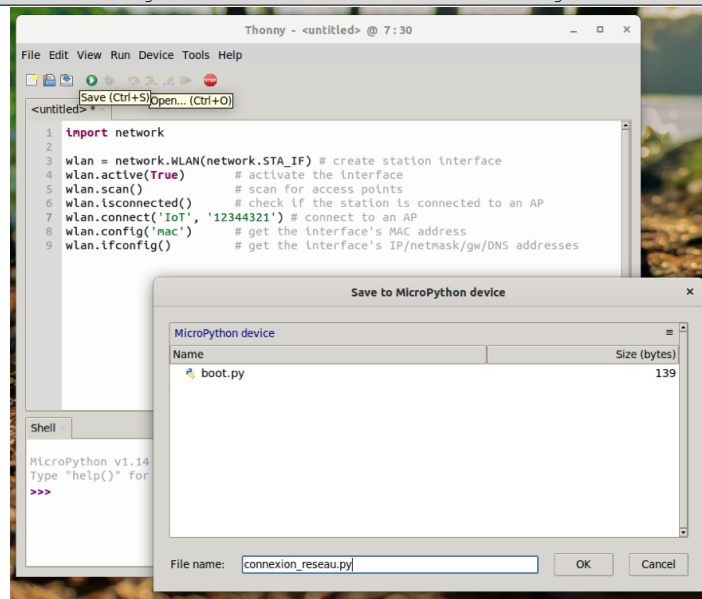 Thonny - <untitled> @ 7:30
File Edit View Run Device Tools Help
STOP
Save (Ctrl+S) Open... (Ctrl+O)
<untitled> *
1 import network
2
3 wlan = network.WLAN(network.STA_IF) # create station interface
4 wlan.active(True) # activate the interface
5 wlan.scan() # scan for access points
6 wlan.isconnected() # check if the station is connected to an AP
7 wlan.connect('IoT', '12344321') # connect to an AP
8 wlan.config('mac') # get the interface's MAC address
9 wlan.ifconfig() # get the interface's IP/netmask/gw/DNS addresses
Save to MicroPython device
MicroPython device
Name Size (bytes)
boot.py 139
Shell
MicroPython v1.14
Type "help()" for
>>>
File name: connexion_reseau.py OK Cancel